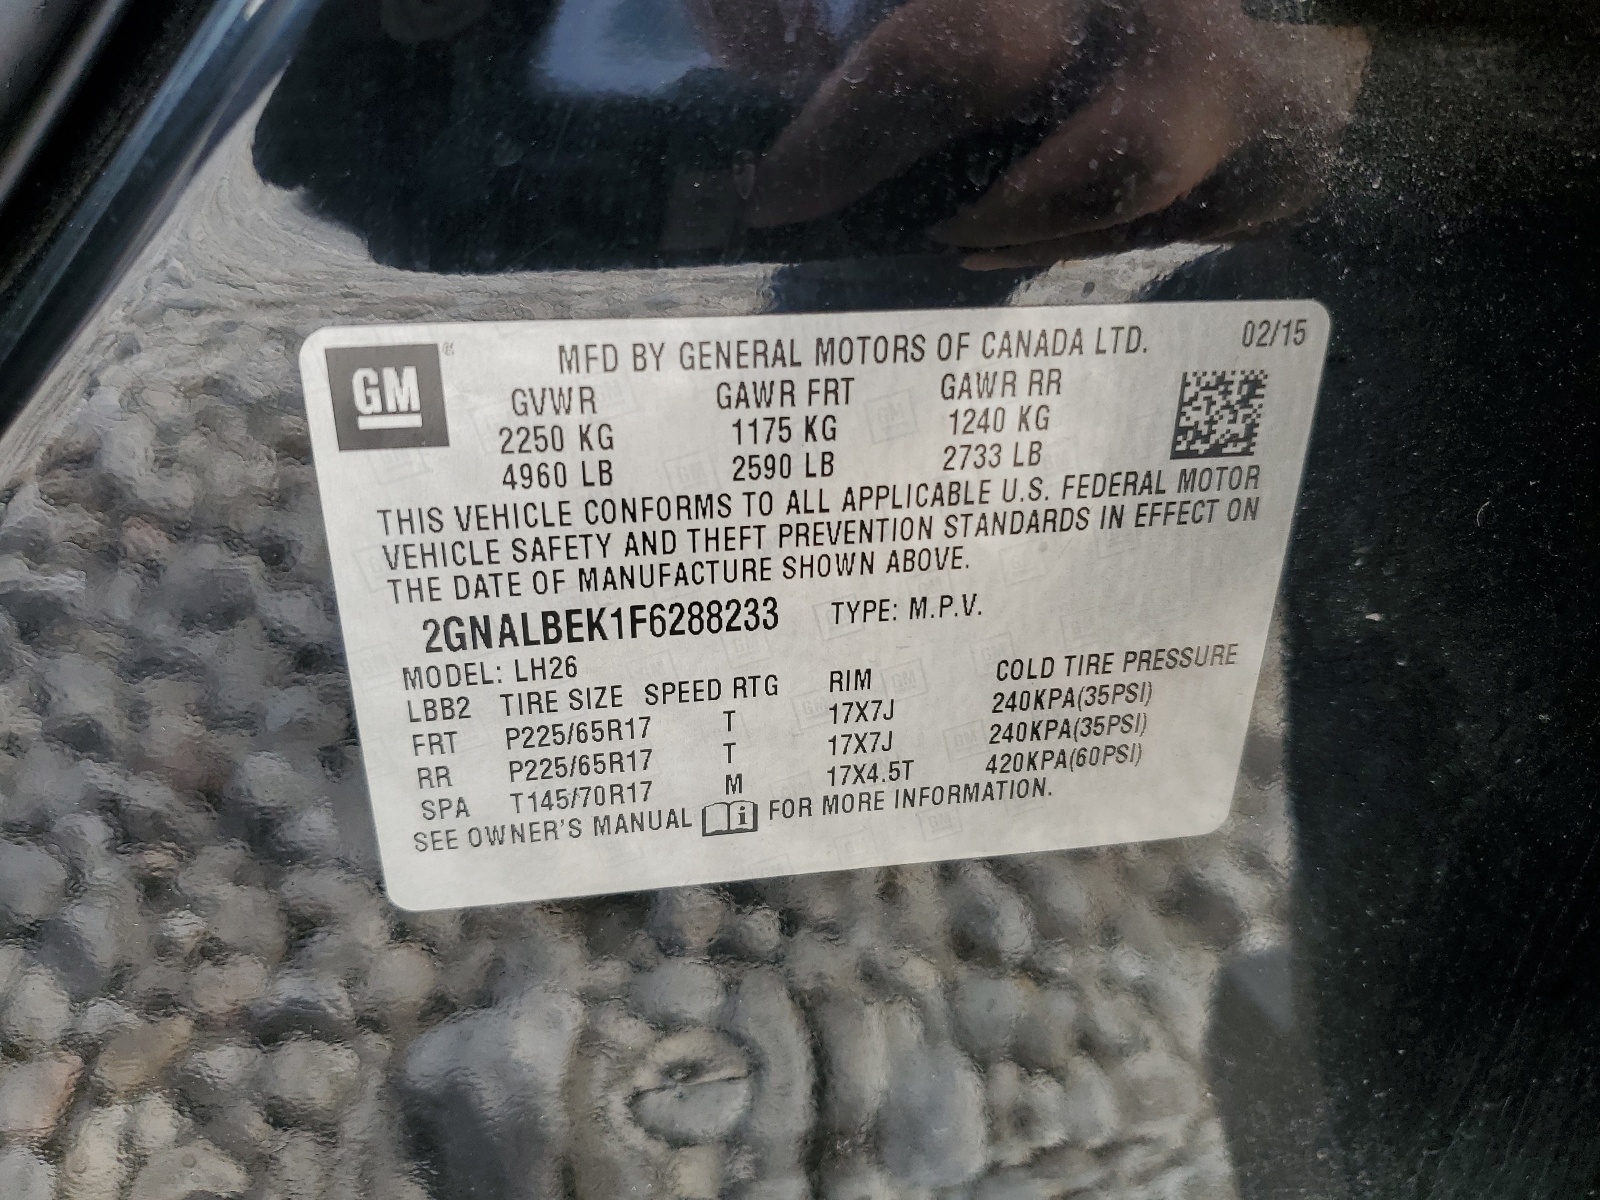 GM ® MFD BY GENERAL MOTORS OF CANADA LTD. 02/15
GVWR GAWR FRT GAWR RR
2250 KG 1175 KG 1240 KG
4960 LB 2590 LB 2733 LB
THIS VEHICLE CONFORMS TO ALL APPLICABLE U.S. FEDERAL MOTOR
VEHICLE SAFETY AND THEFT PREVENTION STANDARDS IN EFFECT ON
THE DATE OF MANUFACTURE SHOWN ABOVE.
2GNALBEK1F6288233 TYPE: M.P.V.
MODEL: LH26
LBB2 TIRE SIZE SPEED RTG RIM COLD TIRE PRESSURE
FRT P225/65R17 T 17X7J 240KPA(35PSI)
RR P225/65R17 T 17X7J 240KPA(35PSI)
SPA T145/70R17 M 17X4.5T 420KPA(60PSI)
SEE OWNER'S MANUAL i FOR MORE INFORMATION.